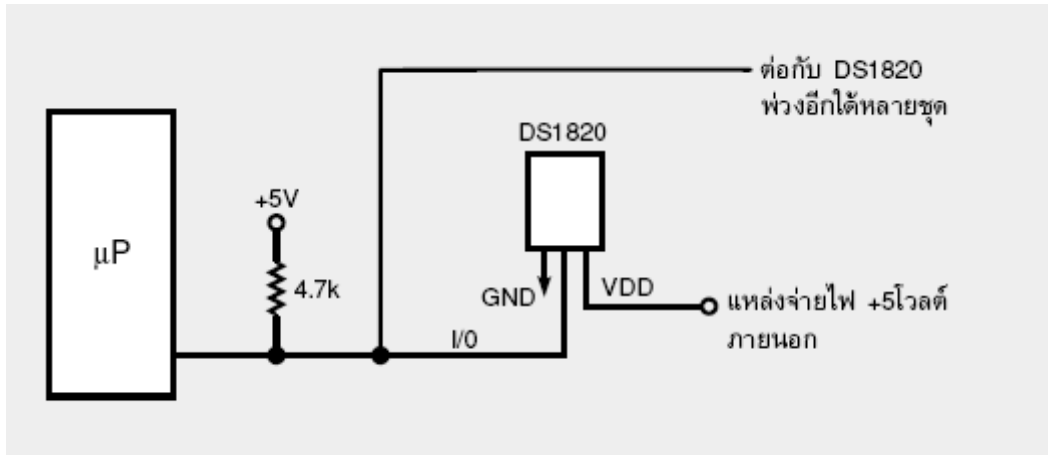 ต่อกับ DS1820
พ่วงอีกได้หลายชุด
DS1820
+5V
µP
4.7k
GND
VDD
แหล่งจ่ายไฟ +5โวลต์
ภายนอก
I/0